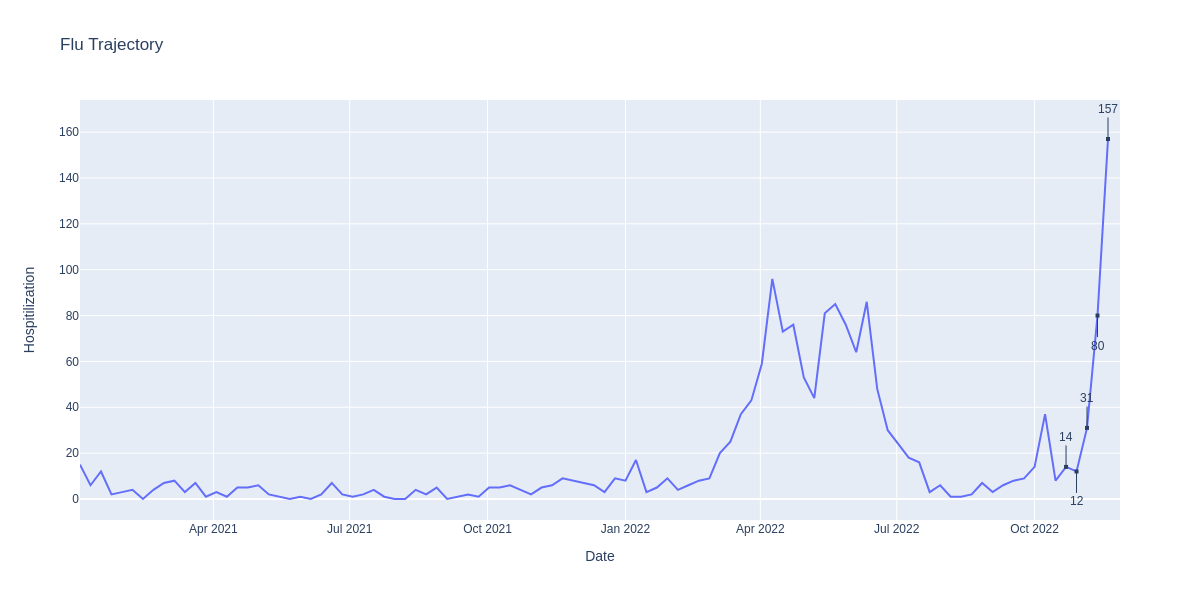 Flu Trajectory
157
160
140
120
100
80
80
60
31
40
14
20
12
0
Hospitilization
Apr 2021
Jul 2021
Oct 2021
Jan 2022
Apr 2022
Jul 2022
Oct 2022
Date